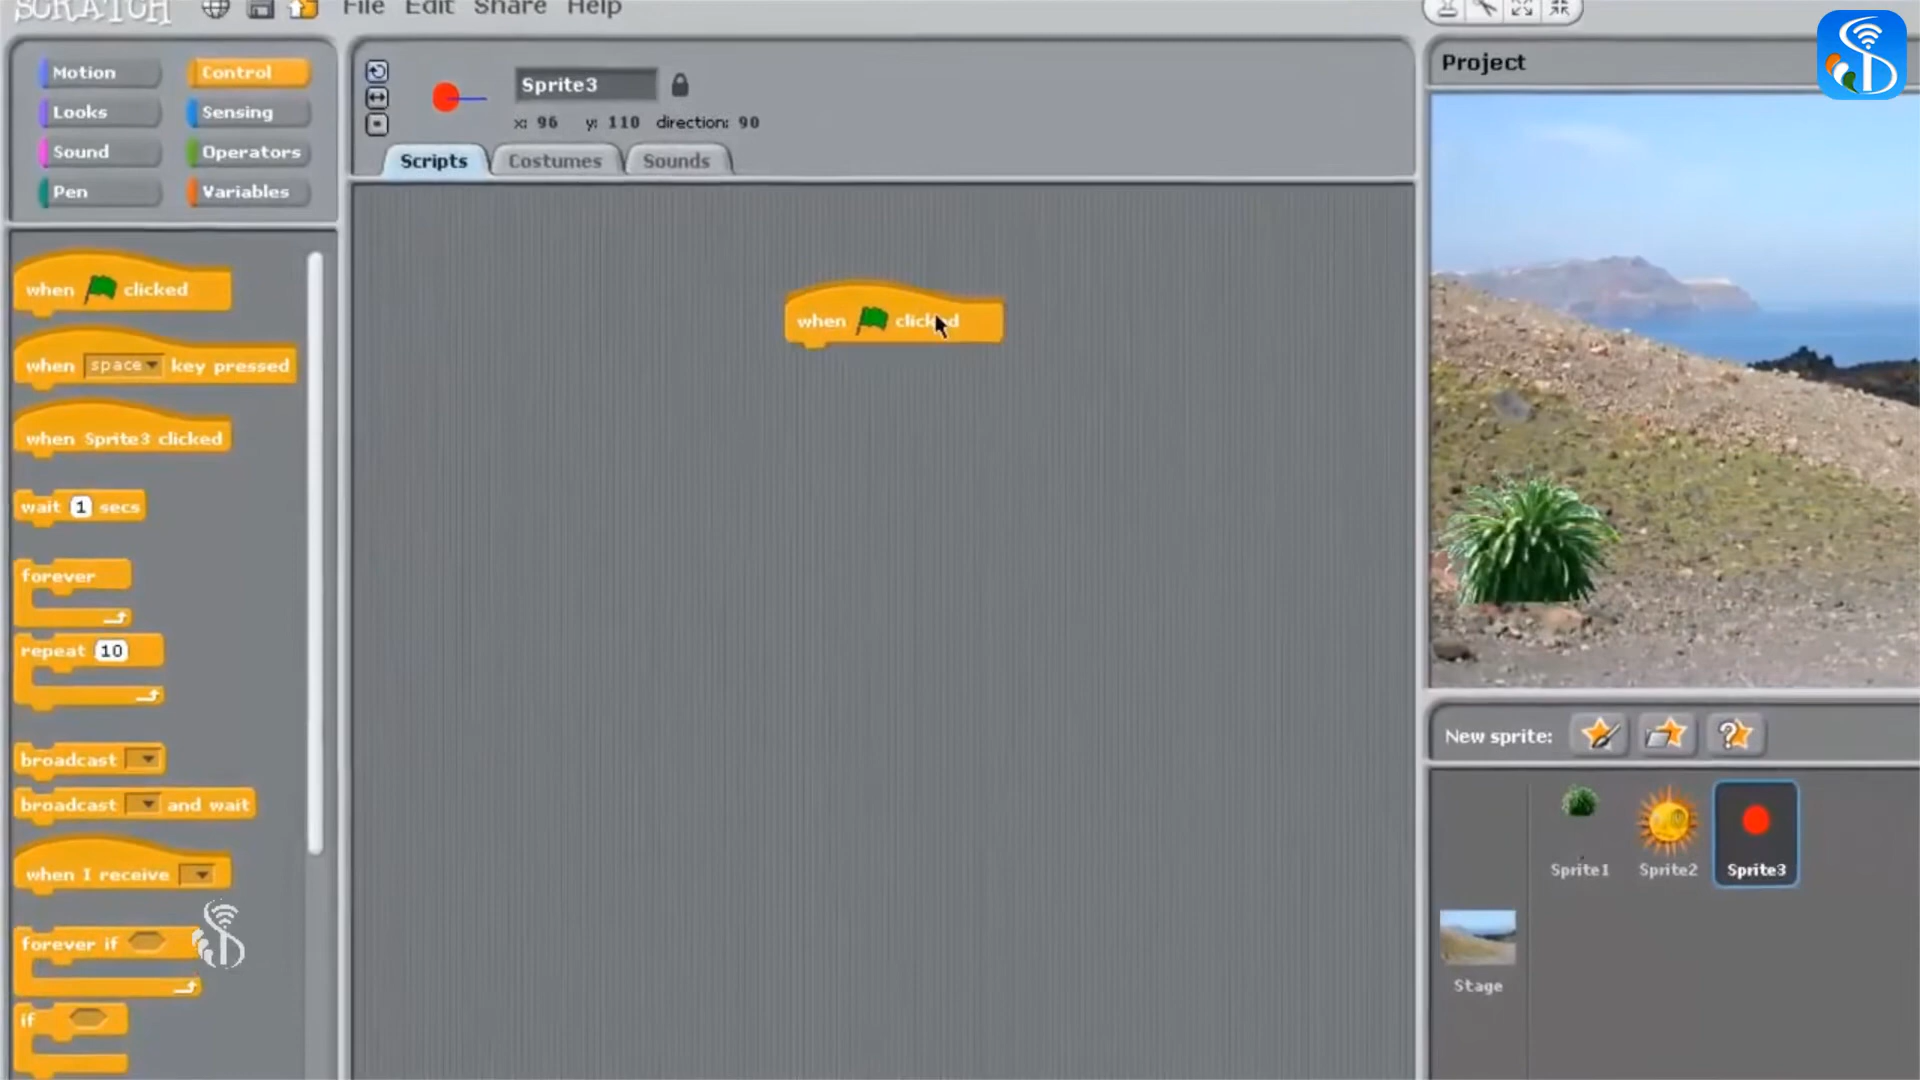 SCRATCH File Edit Share Help
Motion Control
Looks Sensing
Sound Operators
Pen Variables
when clicked
when space key pressed
when Sprite3 clicked
wait 1 secs
forever
repeat 10
broadcast
broadcast and wait
when I receive
forever if
if
Sprite3
x: 96 y: 110 direction: 90
Scripts Costumes Sounds
when clicked
Project
New sprite:
Sprite1 Sprite2 Sprite3
Stage